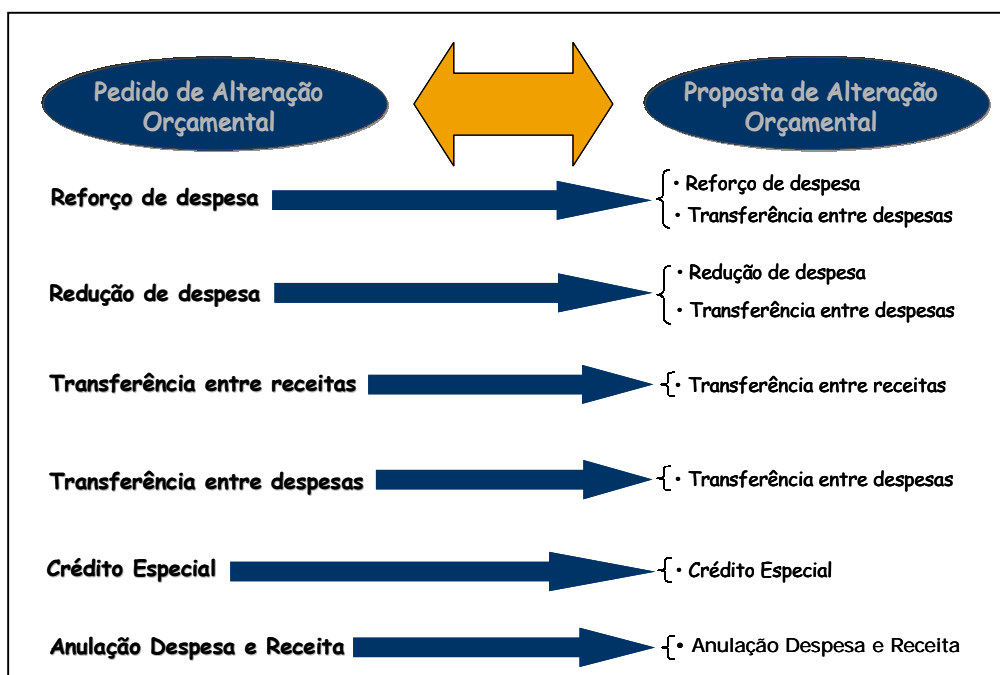 Pedido de Alteração
Orçamental
Proposta de Alteração
Orçamental
Reforço de despesa
• Reforço de despesa
• Transferência entre despesas
Redução de despesa
• Redução de despesa
• Transferência entre despesas
Transferência entre receitas
• Transferência entre receitas
Transferência entre despesas
• Transferência entre despesas
Crédito Especial
• Crédito Especial
Anulação Despesa e Receita
• Anulação Despesa e Receita